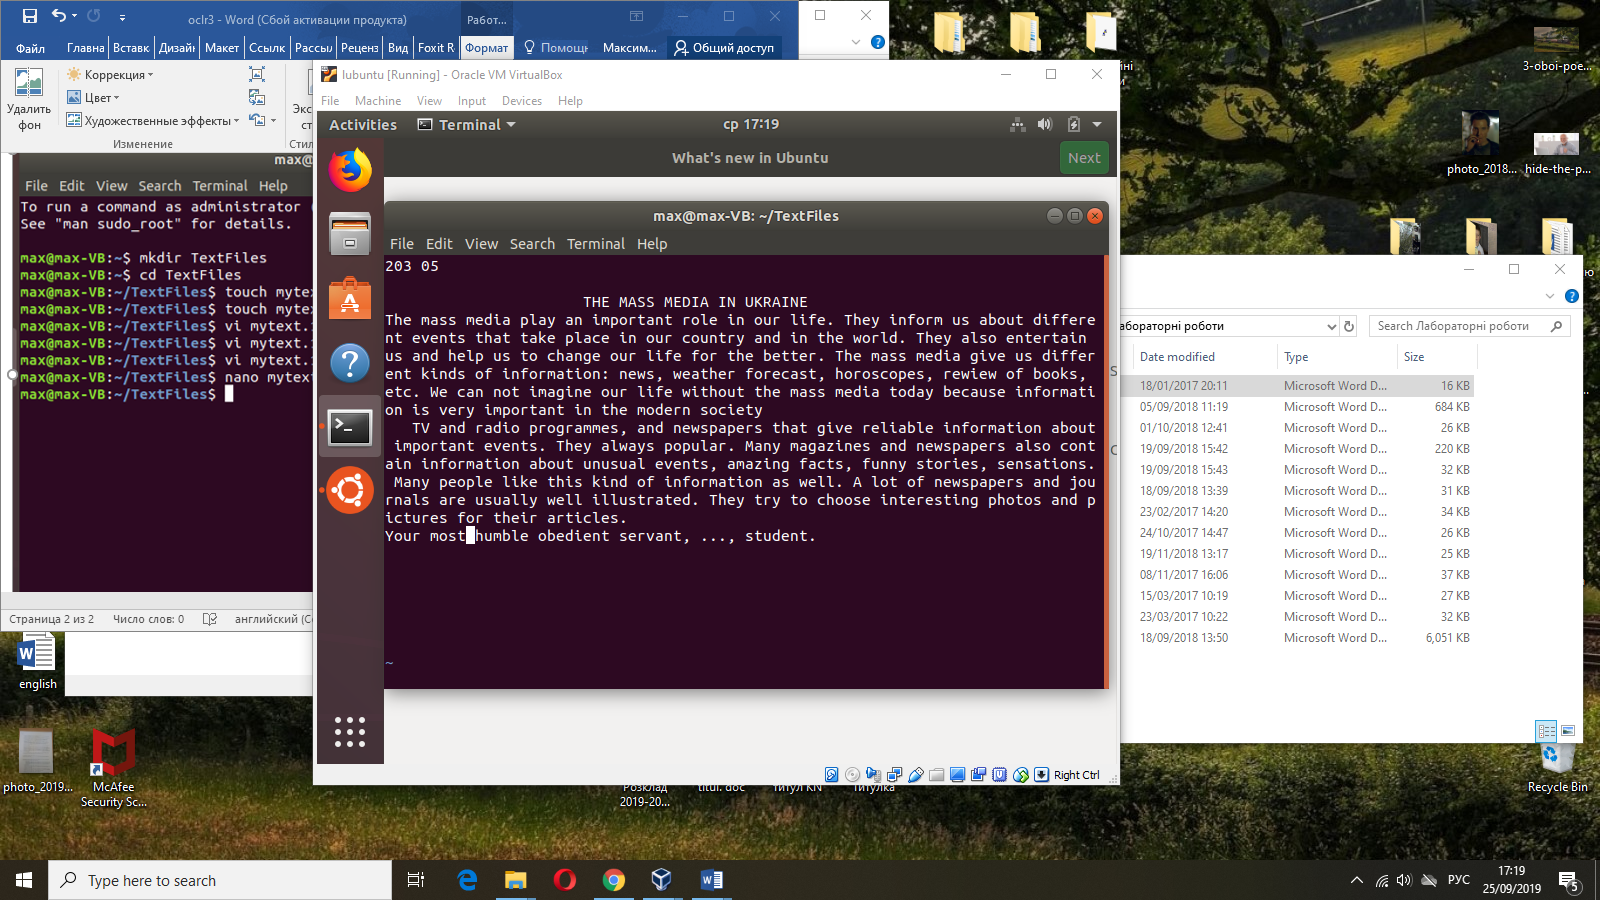 oclr3 - Word (Сбой активации продукта)
Работ...
Файл
Главна
Вставк
Дизайн
Макет
Ссылк
Рассыл
Реценз
Вид
Foxit R
Формат
Помощн
Максим...
Общий доступ
Удалить фон
Коррекция
Цвет
Художественные эффекты
Изменение
Стил
File Edit View Search Terminal Help
To run a command as administrator
See "man sudo_root" for details.
max@max-VB:~$ mkdir TextFiles
max@max-VB:~$ cd TextFiles
max@max-VB:~/TextFiles$ touch mytex
max@max-VB:~/TextFiles$ touch mytex
max@max-VB:~/TextFiles$ vi mytext.
max@max-VB:~/TextFiles$ vi mytext.
max@max-VB:~/TextFiles$ vi mytext.
max@max-VB:~/TextFiles$ nano mytex
max@max-VB:~/TextFiles$
Страница 2 из 2
Число слов: 0
английский (С
lubuntu [Running] - Oracle VM VirtualBox
File Machine View Input Devices Help
Activities
Terminal
ср 17:19
What's new in Ubuntu
Next
max@max-VB: ~/TextFiles
File Edit View Search Terminal Help
203 05
THE MASS MEDIA IN UKRAINE
The mass media play an important role in our life. They inform us about differe
nt events that take place in our country and in the world. They also entertain
us and help us to change our life for the better. The mass media give us differ
ent kinds of information: news, weather forecast, horoscopes, rewiew of books,
etc. We can not imagine our life without the mass media today because informati
on is very important in the modern society
TV and radio programmes, and newspapers that give reliable information about
important events. They always popular. Many magazines and newspapers also cont
ain information about unusual events, amazing facts, funny stories, sensations.
Many people like this kind of information as well. A lot of newspapers and jou
rnals are usually well illustrated. They try to choose interesting photos and p
ictures for their articles.
Your most humble obedient servant, ..., student.
~
Right Ctrl
абораторні роботи
Search Лабораторні роботи
Date modified Type Size
18/01/2017 20:11 Microsoft Word D... 16 KB
05/09/2018 11:19 Microsoft Word D... 684 KB
01/10/2018 12:41 Microsoft Word D... 26 KB
19/09/2018 15:42 Microsoft Word D... 220 KB
19/09/2018 15:43 Microsoft Word D... 32 KB
18/09/2018 13:39 Microsoft Word D... 31 KB
23/02/2017 14:20 Microsoft Word D... 34 KB
24/10/2017 14:47 Microsoft Word D... 26 KB
19/11/2018 13:17 Microsoft Word D... 25 KB
08/11/2017 16:06 Microsoft Word D... 37 KB
15/03/2017 10:19 Microsoft Word D... 27 KB
23/03/2017 10:22 Microsoft Word D... 32 KB
18/09/2018 13:50 Microsoft Word D... 6,051 KB
3-oboi-poe...
photo_2018...
hide-the-p...
english
photo_2019...
McAfee Security Sc...
Розклад 2019-20...
титул KN
титулка
Recycle Bin
Type here to search
РУС
17:19
25/09/2019
5